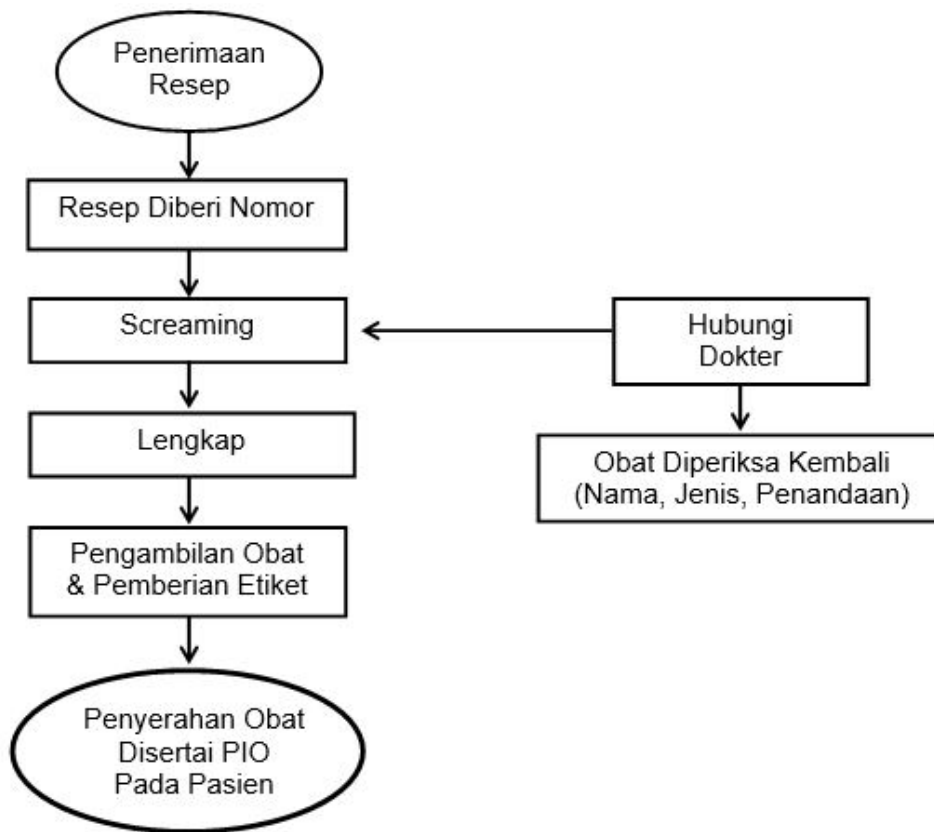 Penerimaan
Resep
Resep Diberi Nomor
Screaming
Hubungi
Dokter
Lengkap
Obat Diperiksa Kembali
(Nama, Jenis, Penandaan)
Pengambilan Obat
& Pemberian Etiket
Penyerahan Obat
Disertai PIO
Pada Pasien